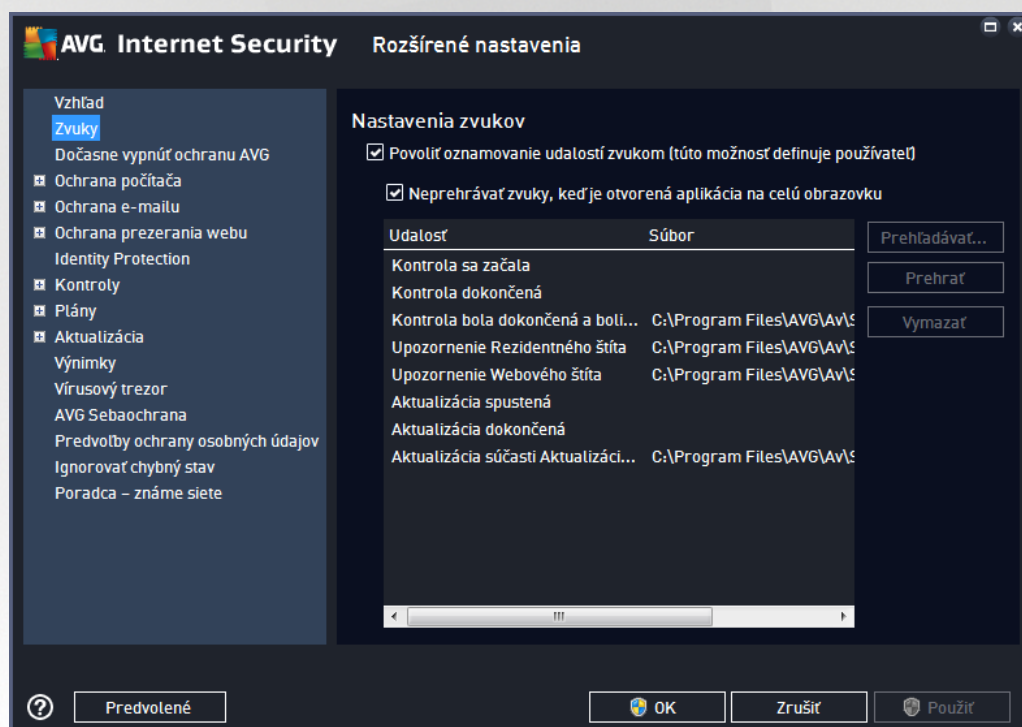 AVG. Internet Security Rozšírené nastavenia
Vzhľad
Zvuky
Dočasne vypnúť ochranu AVG
Ochrana počítača
Ochrana e-mailu
Ochrana prezerania webu
Identity Protection
Kontroly
Plány
Aktualizácia
Výnimky
Vírusový trezor
AVG Sebaochrana
Predvoľby ochrany osobných údajov
Ignorovať chybný stav
Poradca – známe siete
Nastavenia zvukov
Povoliť oznamovanie udalostí zvukom (túto možnosť definuje používateľ)
Neprehrávať zvuky, keď je otvorená aplikácia na celú obrazovku
Udalosť Súbor
Kontrola sa začala
Kontrola dokončená
Kontrola bola dokončená a boli... C:\Program Files\AVG\Av\S
Upozornenie Rezidentného štíta C:\Program Files\AVG\Av\S
Upozornenie Webového štíta C:\Program Files\AVG\Av\S
Aktualizácia spustená
Aktualizácia dokončená
Aktualizácia súčasti Aktualizáci... C:\Program Files\AVG\Av\S
Prehľadávať...
Prehrať
Vymazať
Predvolené
OK
Zrušiť
Použiť